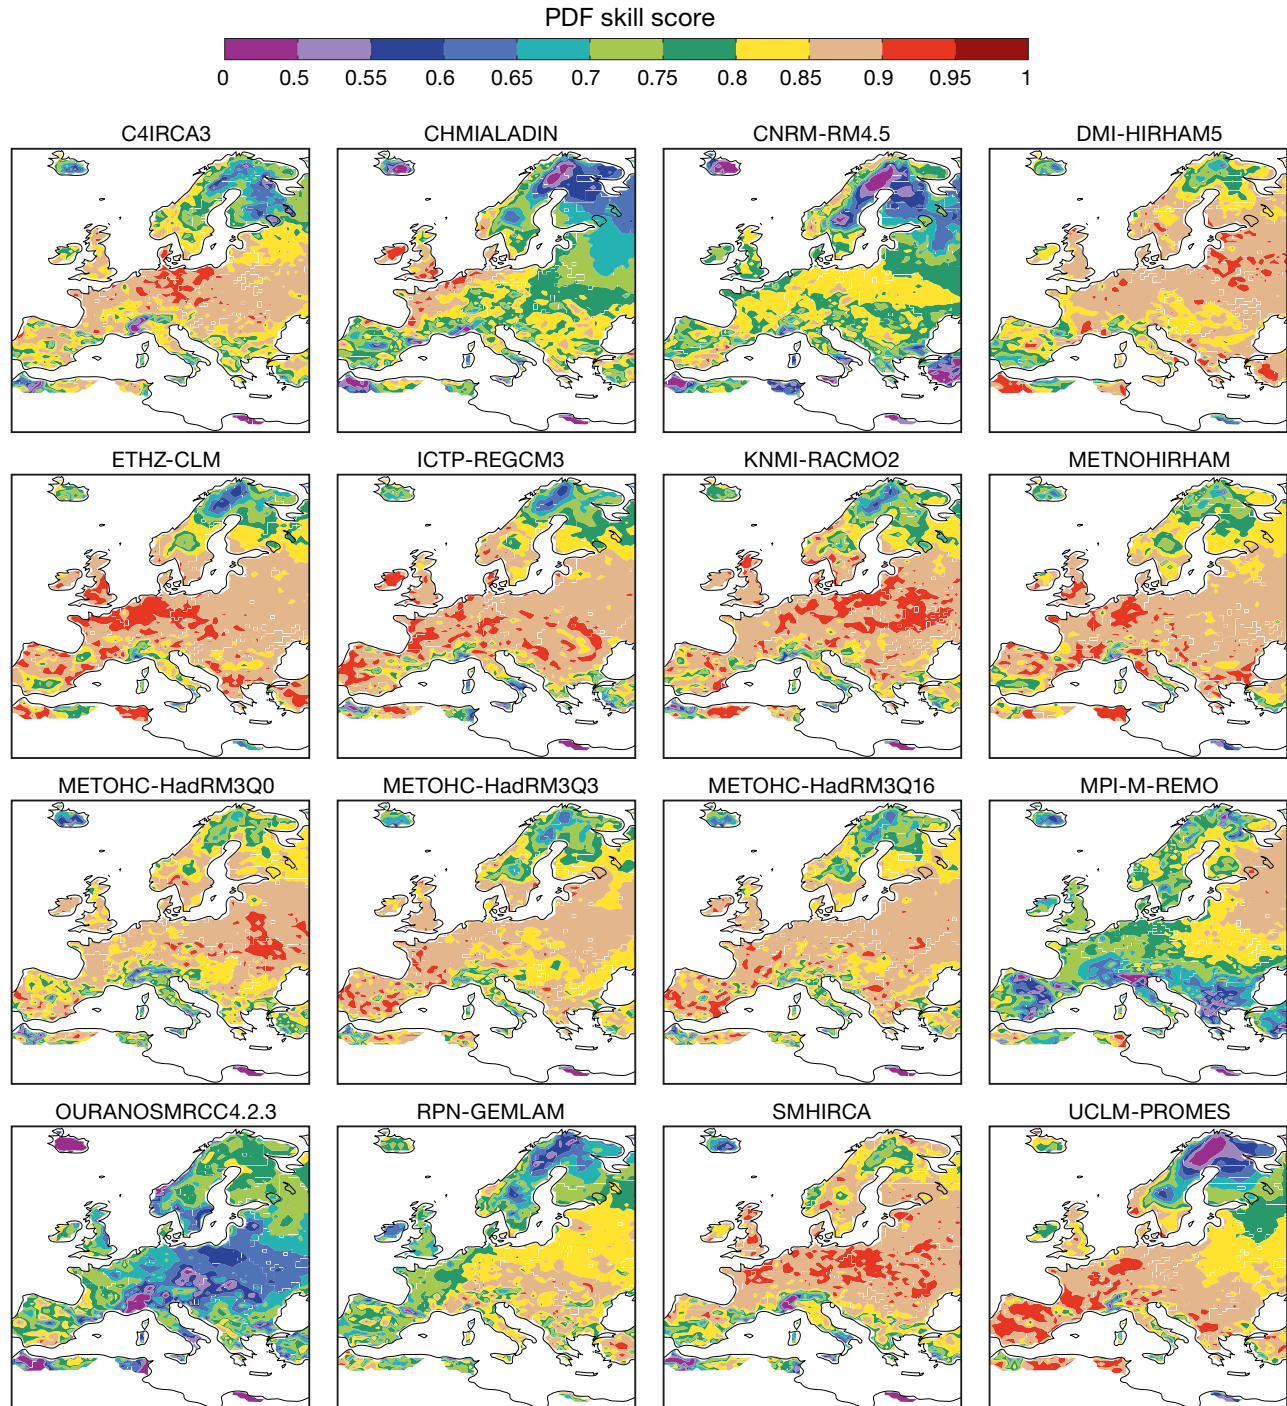 PDF skill score
0 0.5 0.55 0.6 0.65 0.7 0.75 0.8 0.85 0.9 0.95 1
C4IRCA3 CHMIALADIN CNRM-RM4.5 DMI-HIRHAM5
ETHZ-CLM ICTP-REGCM3 KNMI-RACMO2 METNOHIRHAM
METOHC-HadRM3Q0 METOHC-HadRM3Q3 METOHC-HadRM3Q16 MPI-M-REMO
OURANOSMRCC4.2.3 RPN-GEMLAM SMHIRCA UCLM-PROMES